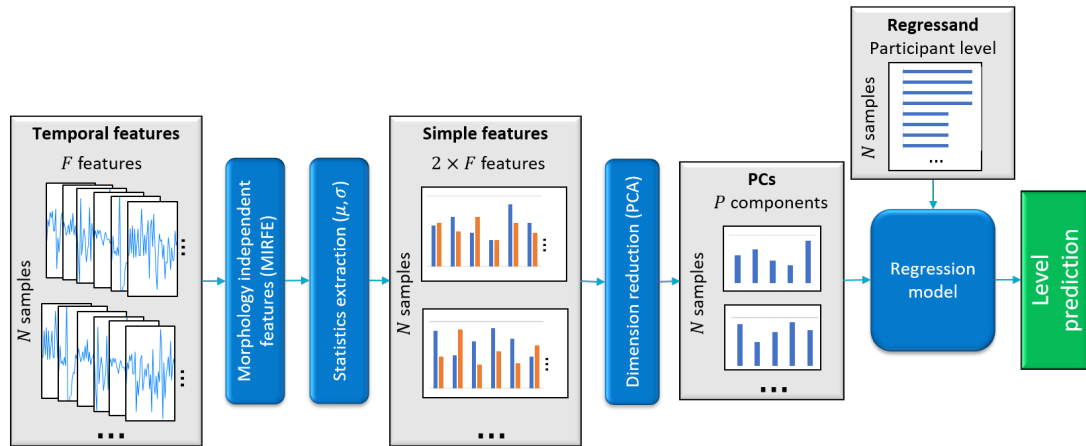 Temporal features
F features
N samples
N samples
...
...
...
Morphology independent
features (MIRFE)
Statistics extraction (μ, σ)
Simple features
2 × F features
N samples
...
...
...
Dimension reduction (PCA)
PCs
P components
N samples
...
Regressand
Participant level
N samples
...
Regression
model
Level
prediction